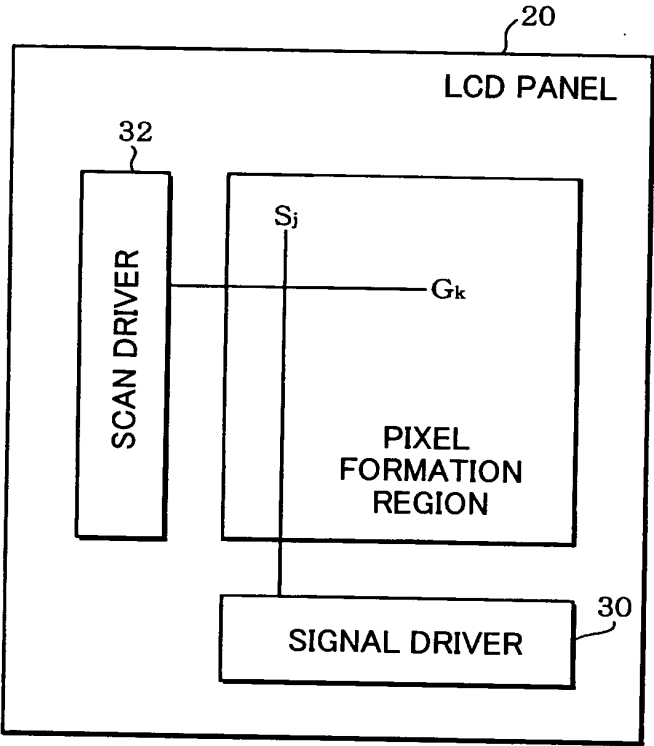 20
LCD PANEL
32
Sj
Gk
SCAN DRIVER
PIXEL
FORMATION
REGION
30
SIGNAL DRIVER